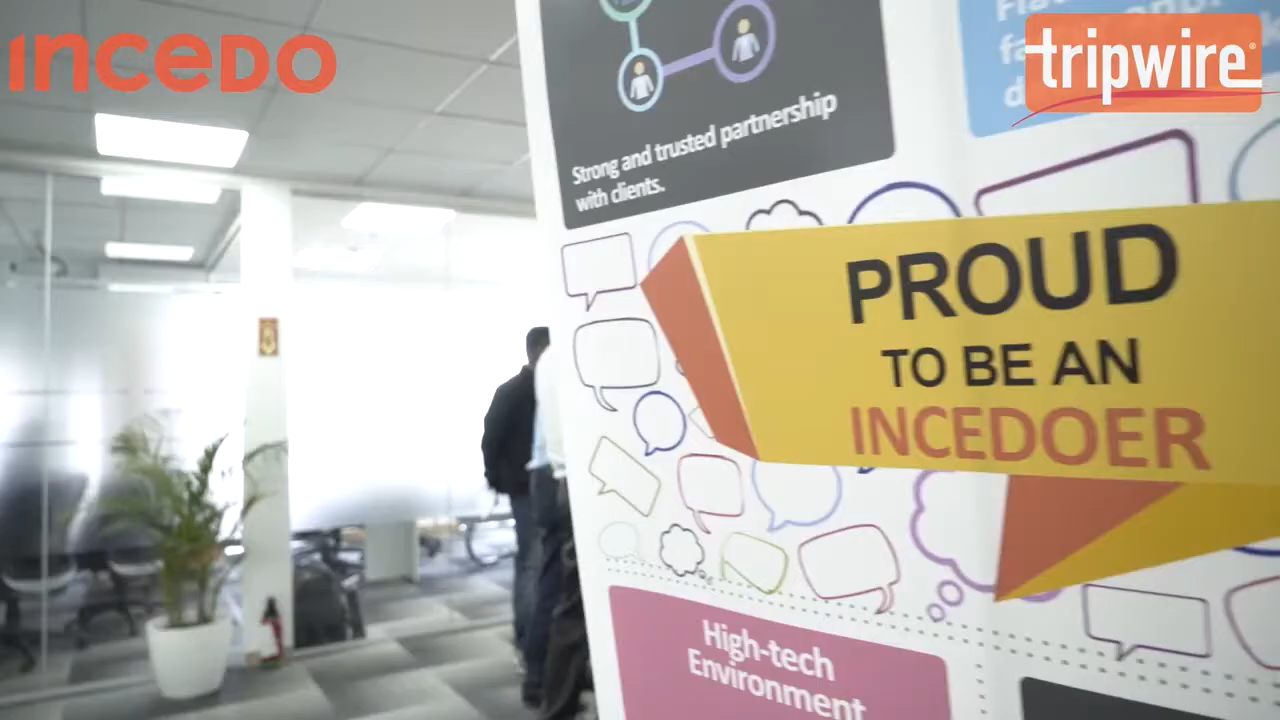 INCEDO
tripwire
Strong and trusted partnership
with clients.
PROUD
TO BE AN
INCEDOER
High-tech
Environment